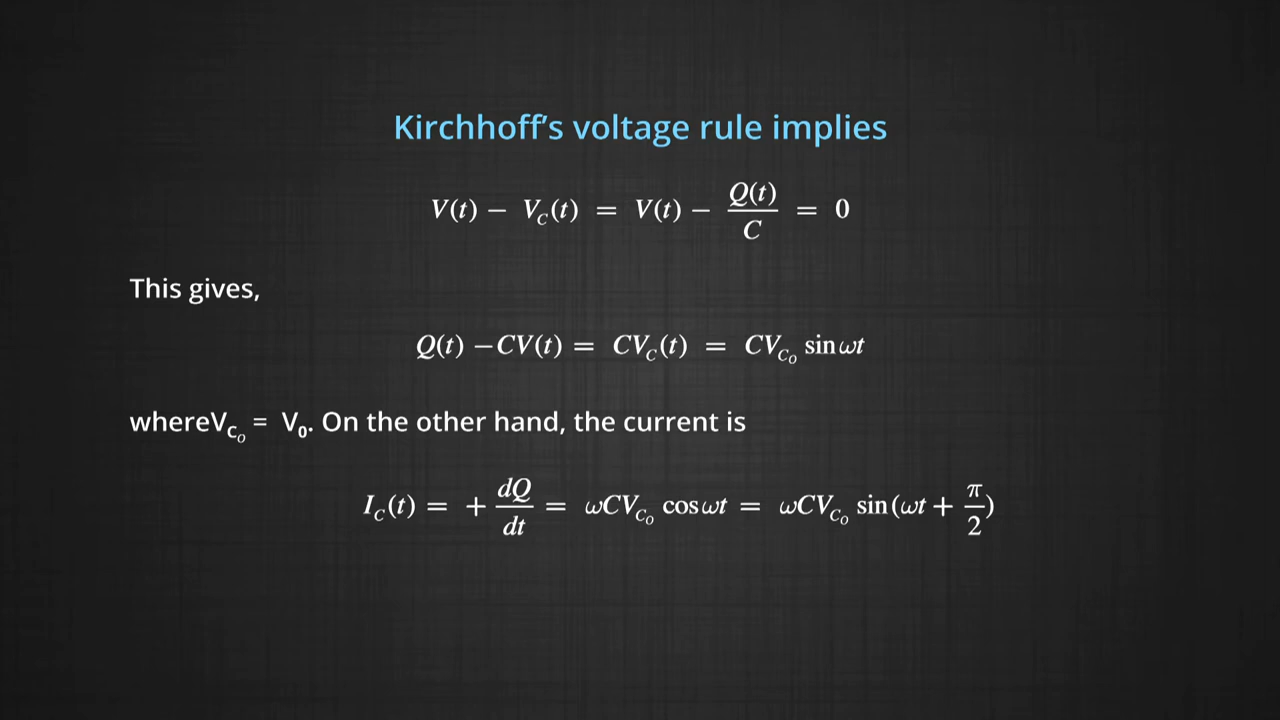 Kirchhoff’s voltage rule implies
V(t) − V_C(t) = V(t) − Q(t)/C = 0
This gives,
Q(t) −CV(t) = CV_C(t) = CV_{C_o} sin ωt
whereV_{C_o} = V_0. On the other hand, the current is
I_C(t) = + dQ/dt = ωCV_{C_o} cos ωt = ωCV_{C_o} sin(ωt + π/2)